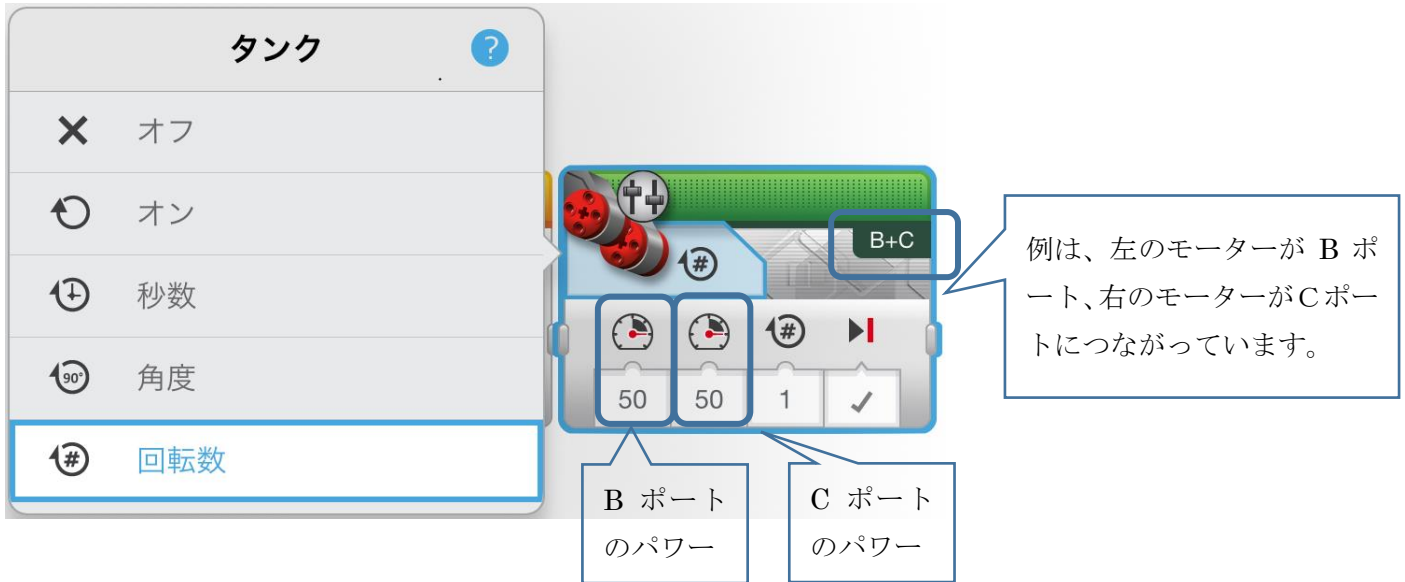 タンク ?
オフ
オン
秒数
90° 角度
# 回転数
B+C
#
#
50 50 1
例は、左のモーターが B ポ
ート、右のモーターがCポー
トにつながっています。
B ポート
のパワー
C ポート
のパワー